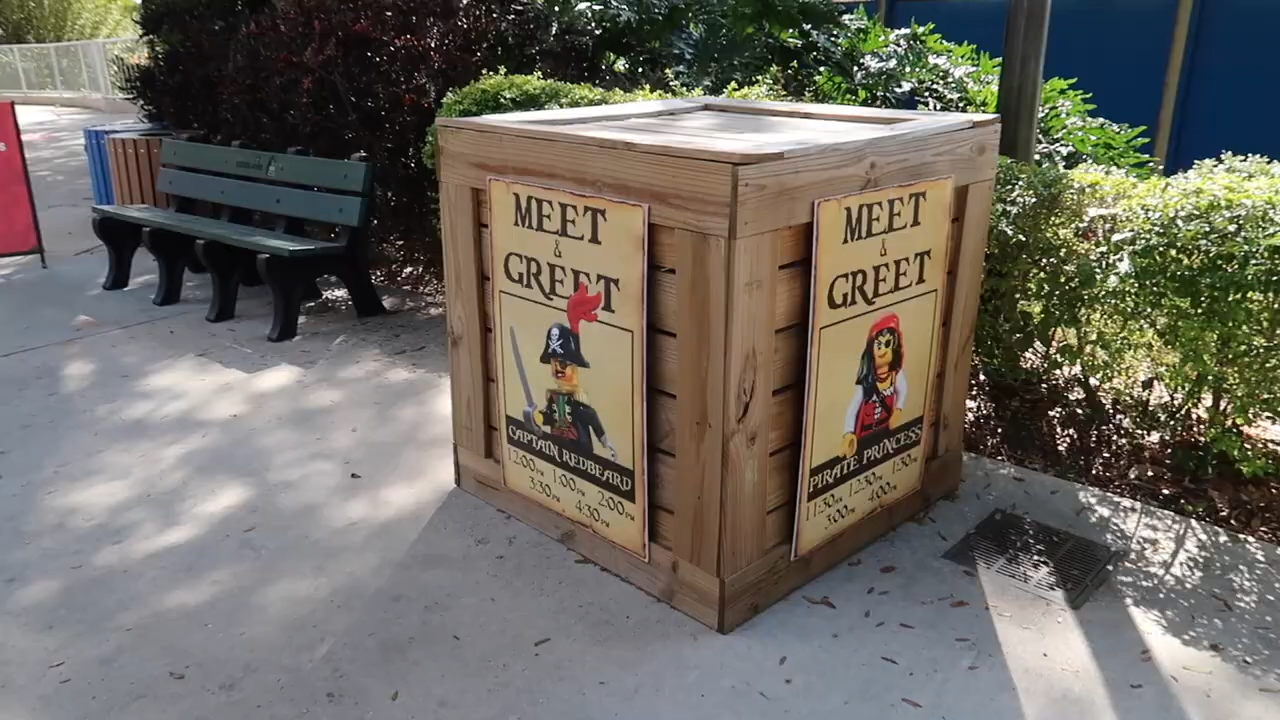 MEET
&
GREET
CAPTAIN REDBEARD
12:00PM 1:00PM 2:00PM
3:30PM 4:30PM
MEET
&
GREET
PIRATE PRINCESS
11:30AM 12:30PM 1:30PM
3:00PM 4:00PM